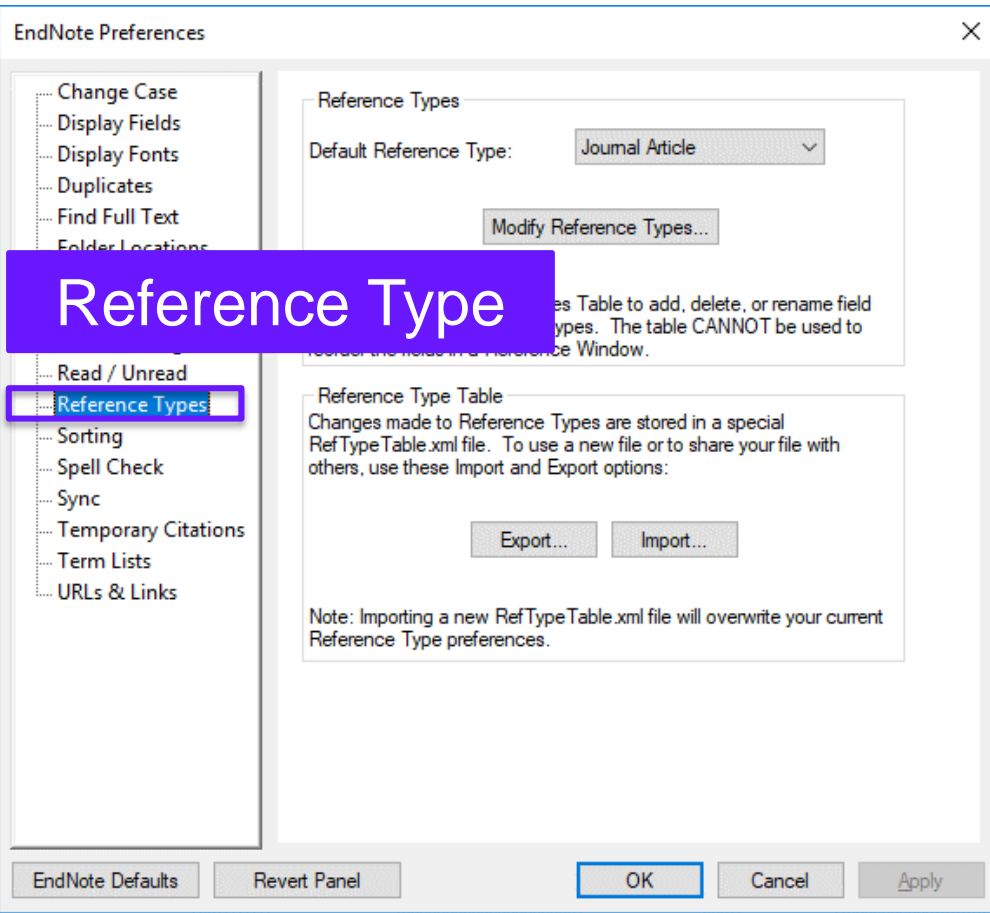 EndNote Preferences
Change Case
Display Fields
Display Fonts
Duplicates
Find Full Text
Folder Locations
Reference Type
Read / Unread
Reference Types
Sorting
Spell Check
Sync
Temporary Citations
Term Lists
URLs & Links
Reference Types
Default Reference Type:
Journal Article
Modify Reference Types...
Table to add, delete, or rename field
The table CANNOT be used to
Window.
Reference Type Table
Changes made to Reference Types are stored in a special
RefTypeTable.xml file. To use a new file or to share your file with
others, use these Import and Export options:
Export...
Import...
Note: Importing a new RefTypeTable.xml file will overwrite your current
Reference Type preferences.
EndNote Defaults
Revert Panel
OK
Cancel
Apply